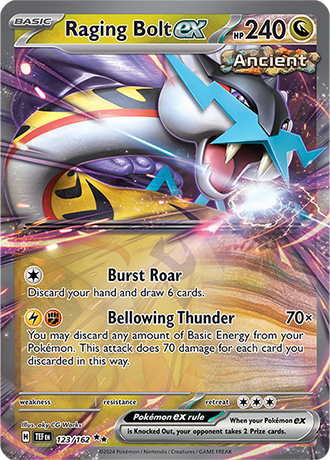 BASIC Raging Bolt ex HP 240
Ancient
Burst Roar
Discard your hand and draw 6 cards.
Bellowing Thunder 70×
You may discard any amount of Basic Energy from your
Pokémon. This attack does 70 damage for each card you
discarded in this way.
weakness resistance retreat
Illus. aky CG Works
Pokémon ex rule When your Pokémon ex
H TEF EN 123/162 is Knocked Out, your opponent takes 2 Prize cards.
©2024 Pokémon / Nintendo / Creatures / GAME FREAK